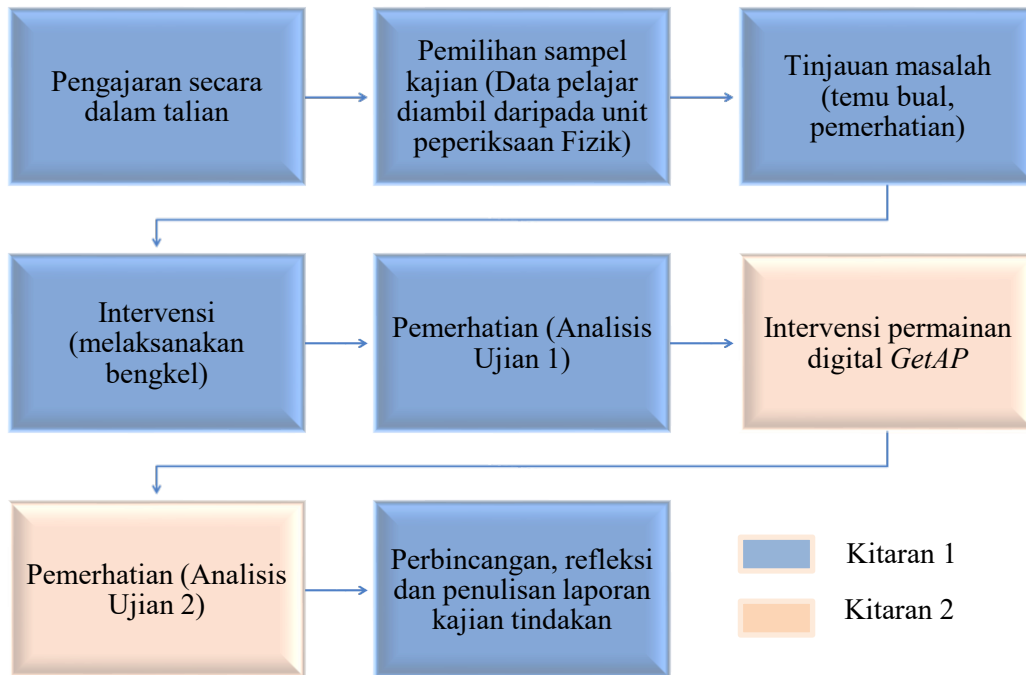 Pengajaran secara
dalam talian
Pemilihan sampel
kajian (Data pelajar
diambil daripada unit
peperiksaan Fizik)
Tinjauan masalah
(temu bual,
pemerhatian)
Intervensi
(melaksanakan
bengkel)
Pemerhatian (Analisis
Ujian 1)
Intervensi permainan
digital GetAP
Pemerhatian (Analisis
Ujian 2)
Perbincangan, refleksi
dan penulisan laporan
kajian tindakan
Kitaran 1
Kitaran 2